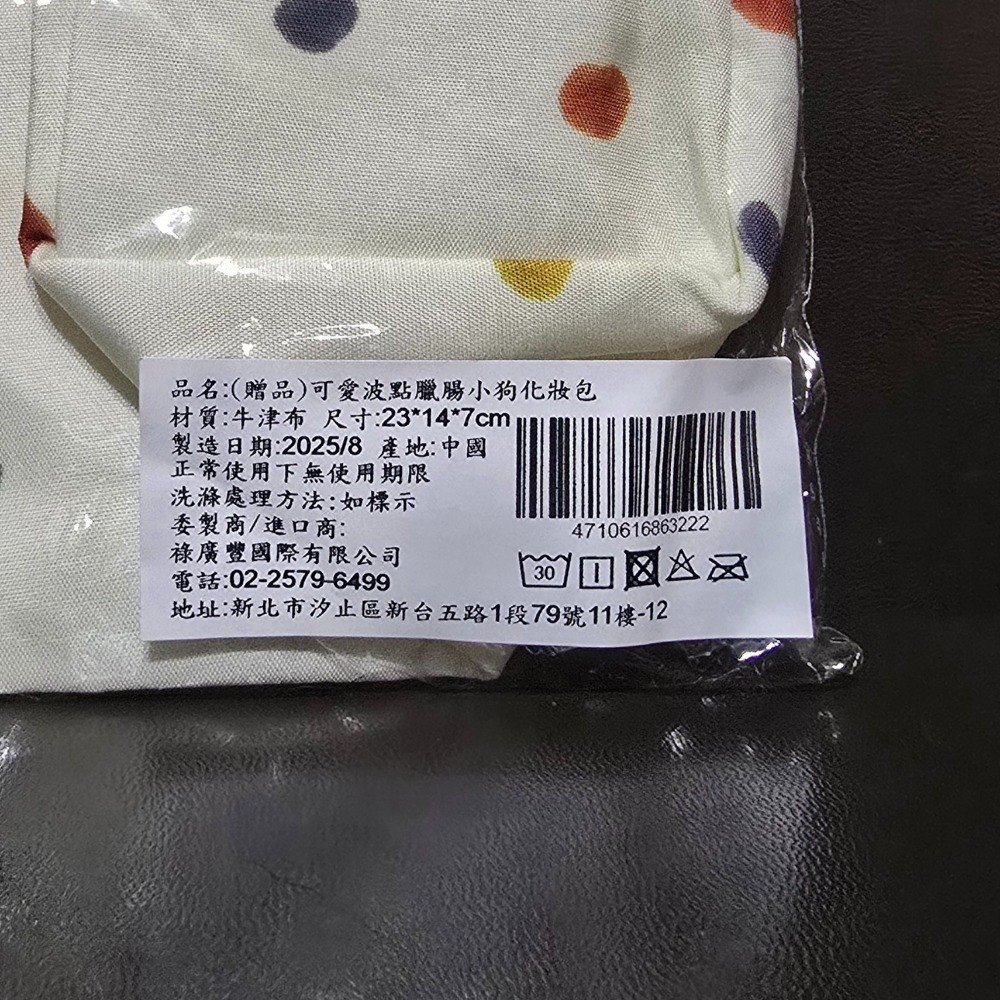 品名:(贈品)可愛波點臘腸小狗化妝包
材質:牛津布 尺寸:23*14*7cm
製造日期:2025/8 產地:中國
正常使用下無使用期限
洗滌處理方法:如標示
委製商/進口商:
祿廣豐國際有限公司
電話:02-2579-6499
地址:新北市汐止區新台五路1段79號11樓-12
4710616863222
30